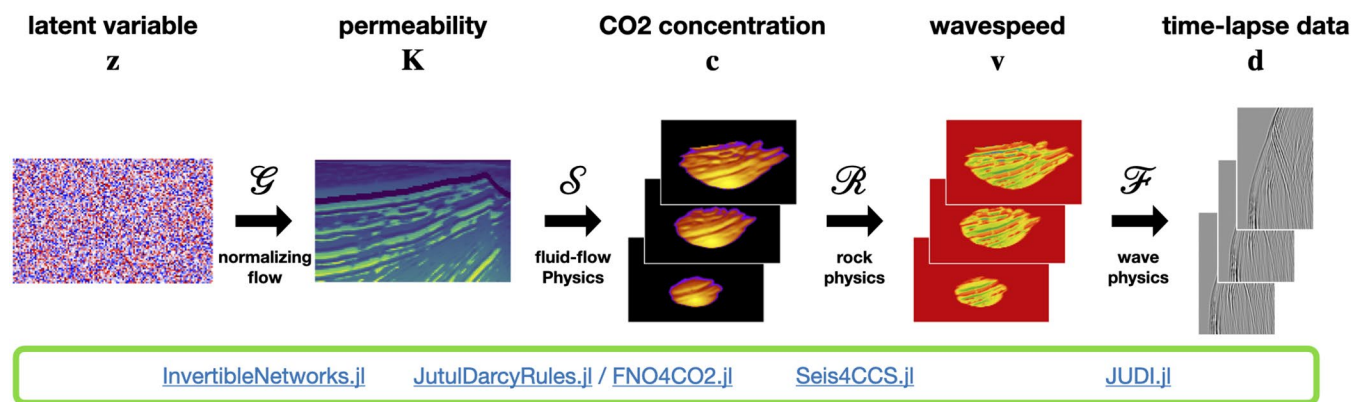 latent variable permeability CO2 concentration wavespeed time-lapse data
z K c v d
𝒢 𝒮 ℛ ℱ
normalizing fluid-flow rock wave
flow Physics physics physics
InvertibleNetworks.jl JutulDarcyRules.jl / FNO4CO2.jl Seis4CCS.jl JUDI.jl